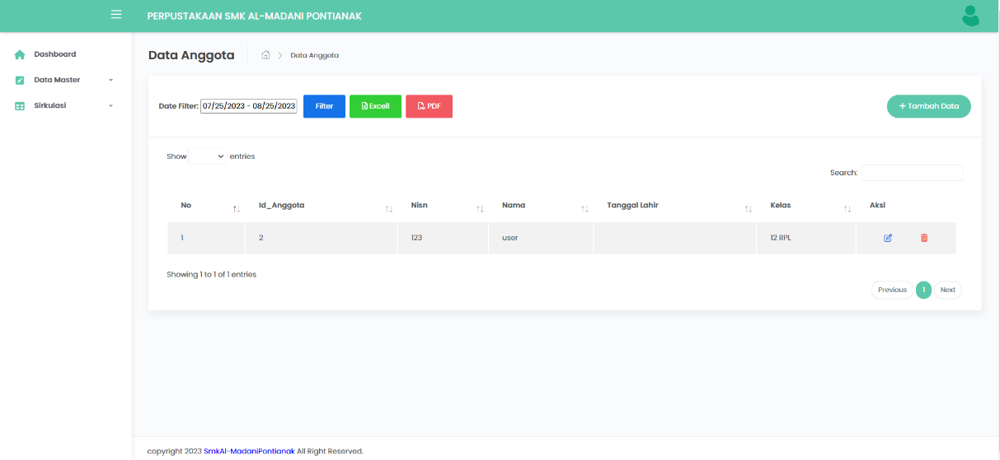 PERPUSTAKAAN SMK AL-MADANI PONTIANAK
Dashboard
Data Master
Sirkulasi
Data Anggota
Data Anggota
Date Filter: 07/25/2023 - 08/25/2023 Filter Excell PDF
+ Tambah Data
Show entries
Search:
No Id_Anggota Nisn Nama Tanggal Lahir Kelas Aksi
1 2 123 user 12 RPL
Showing 1 to 1 of 1 entries
Previous 1 Next
copyright 2023 SmkAl-MadaniPontianak All Right Reserved.